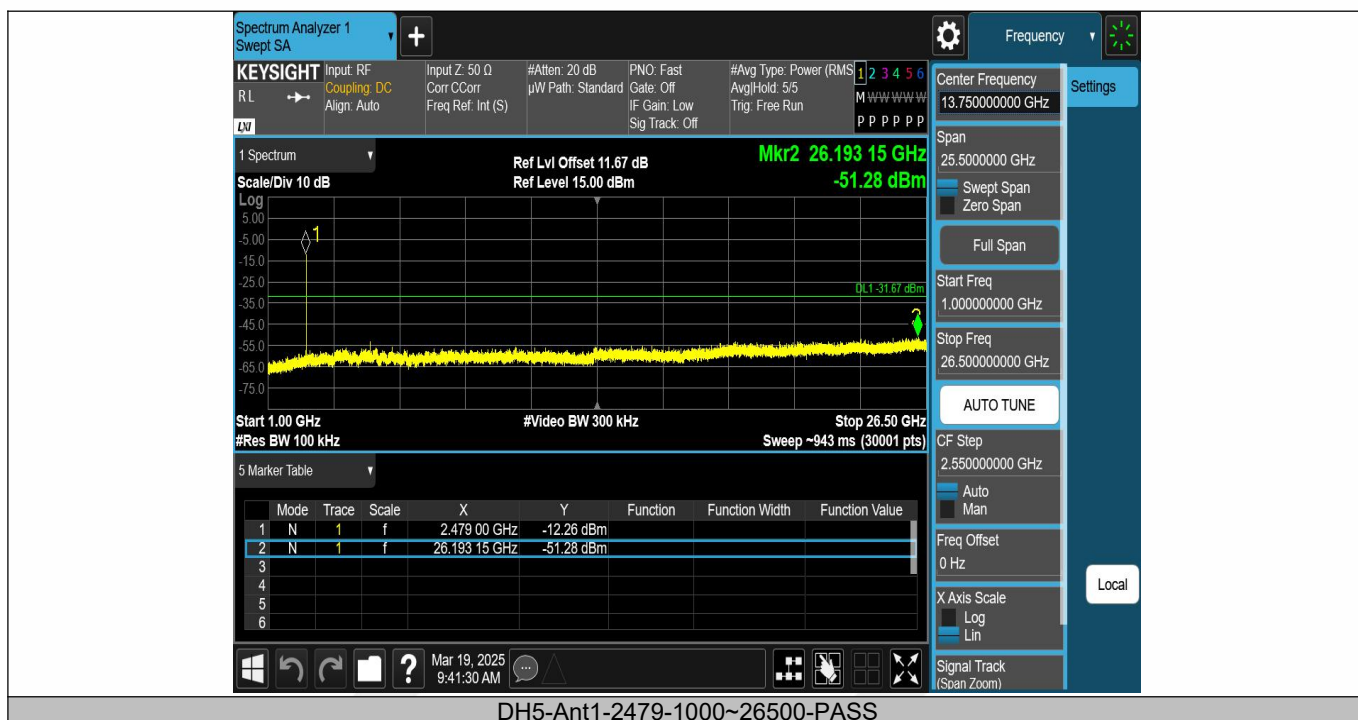 Spectrum Analyzer 1
Swept SA
+
Frequency
KEYSIGHT
RL
LXI
Input: RF
Coupling: DC
Align: Auto
Input Z: 50 Ω
Corr CCorr
Freq Ref: Int (S)
#Atten: 20 dB
µW Path: Standard
PNO: Fast
Gate: Off
IF Gain: Low
Sig Track: Off
#Avg Type: Power (RMS
Avg|Hold: 5/5
Trig: Free Run
1 2 3 4 5 6
M W W W W W
P P P P P P
1 Spectrum
Scale/Div 10 dB
Ref Lvl Offset 11.67 dB
Ref Level 15.00 dBm
Mkr2 26.193 15 GHz
-51.28 dBm
Log
5.00
-5.00
-15.0
-25.0
-35.0
-45.0
-55.0
-65.0
-75.0
1
DL1 -31.67 dBm
2
Start 1.00 GHz
#Res BW 100 kHz
#Video BW 300 kHz
Stop 26.50 GHz
Sweep ~943 ms (30001 pts)
5 Marker Table
Mode Trace Scale X Y Function Function Width Function Value
1 N 1 f 2.479 00 GHz -12.26 dBm
2 N 1 f 26.193 15 GHz -51.28 dBm
3
4
5
6
Center Frequency
13.750000000 GHz
Settings
Span
25.5000000 GHz
Swept Span
Zero Span
Full Span
Start Freq
1.000000000 GHz
Stop Freq
26.500000000 GHz
AUTO TUNE
CF Step
2.550000000 GHz
Auto
Man
Freq Offset
0 Hz
Local
X Axis Scale
Log
Lin
Signal Track
(Span Zoom)
?
Mar 19, 2025
9:41:30 AM
DH5-Ant1-2479-1000~26500-PASS